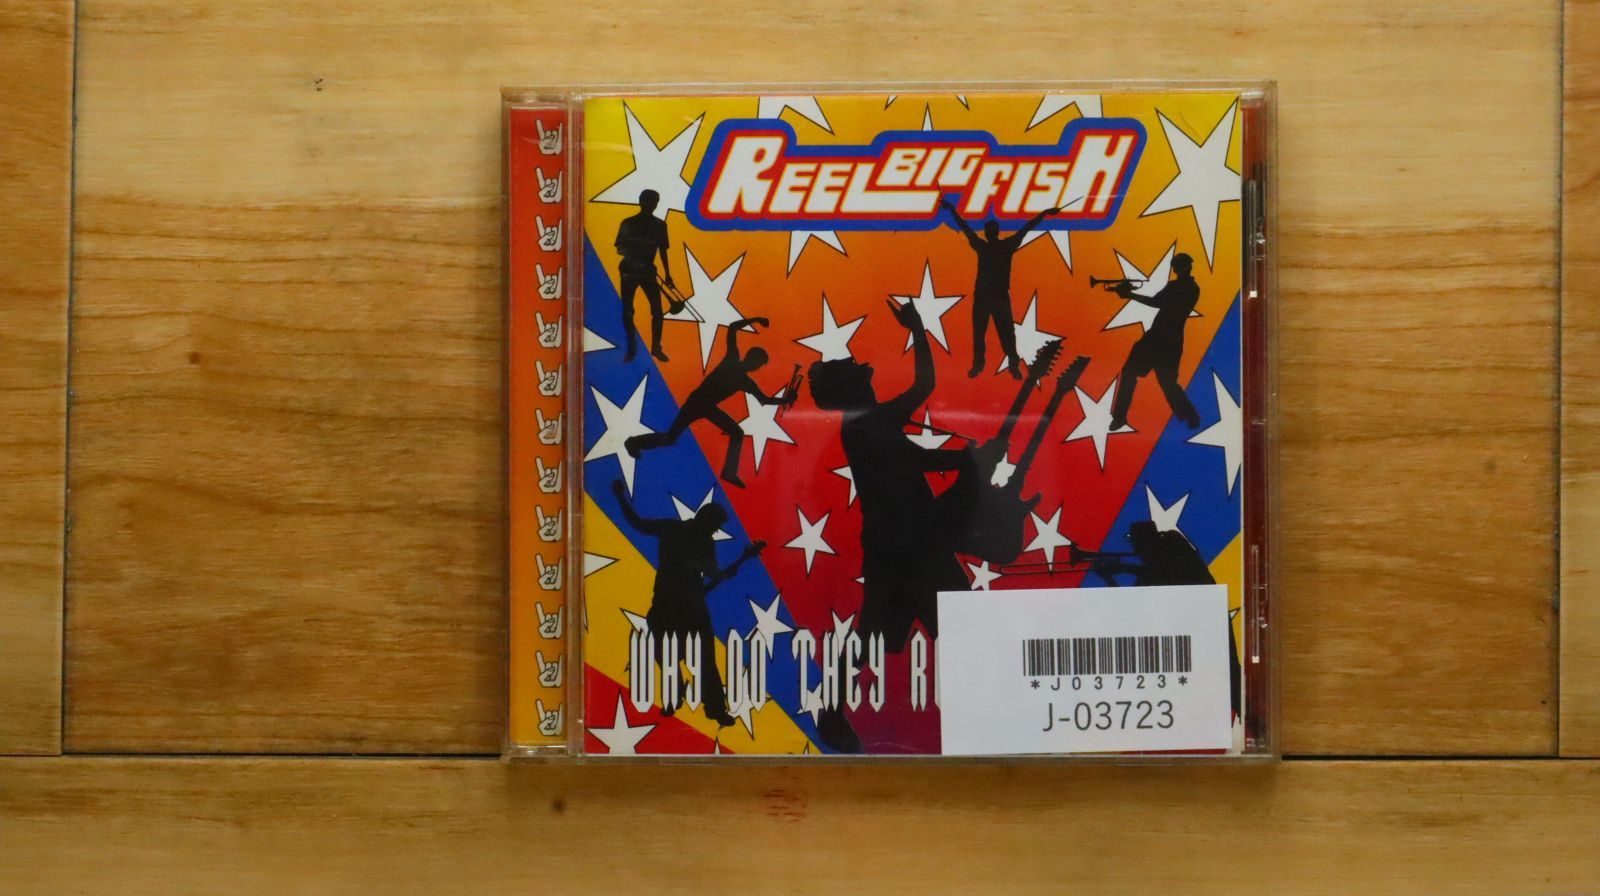 REEL BIG FISH
WHY DO THEY
*J03723*
J-03723